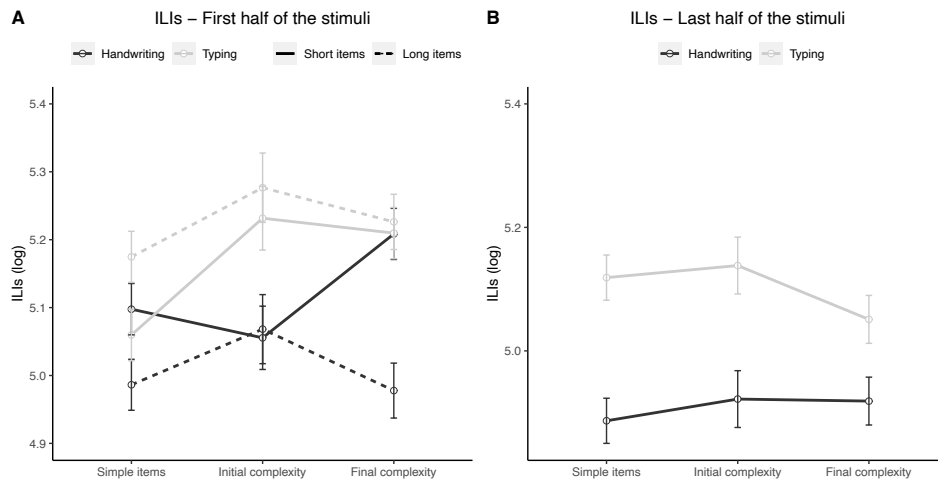 A
ILIs – First half of the stimuli
Handwriting Typing Short items Long items
5.4
5.3
5.2
5.1
5.0
4.9
ILIs (log)
Simple items Initial complexity Final complexity
B
ILIs – Last half of the stimuli
Handwriting Typing
5.4
5.2
5.0
ILIs (log)
Simple items Initial complexity Final complexity